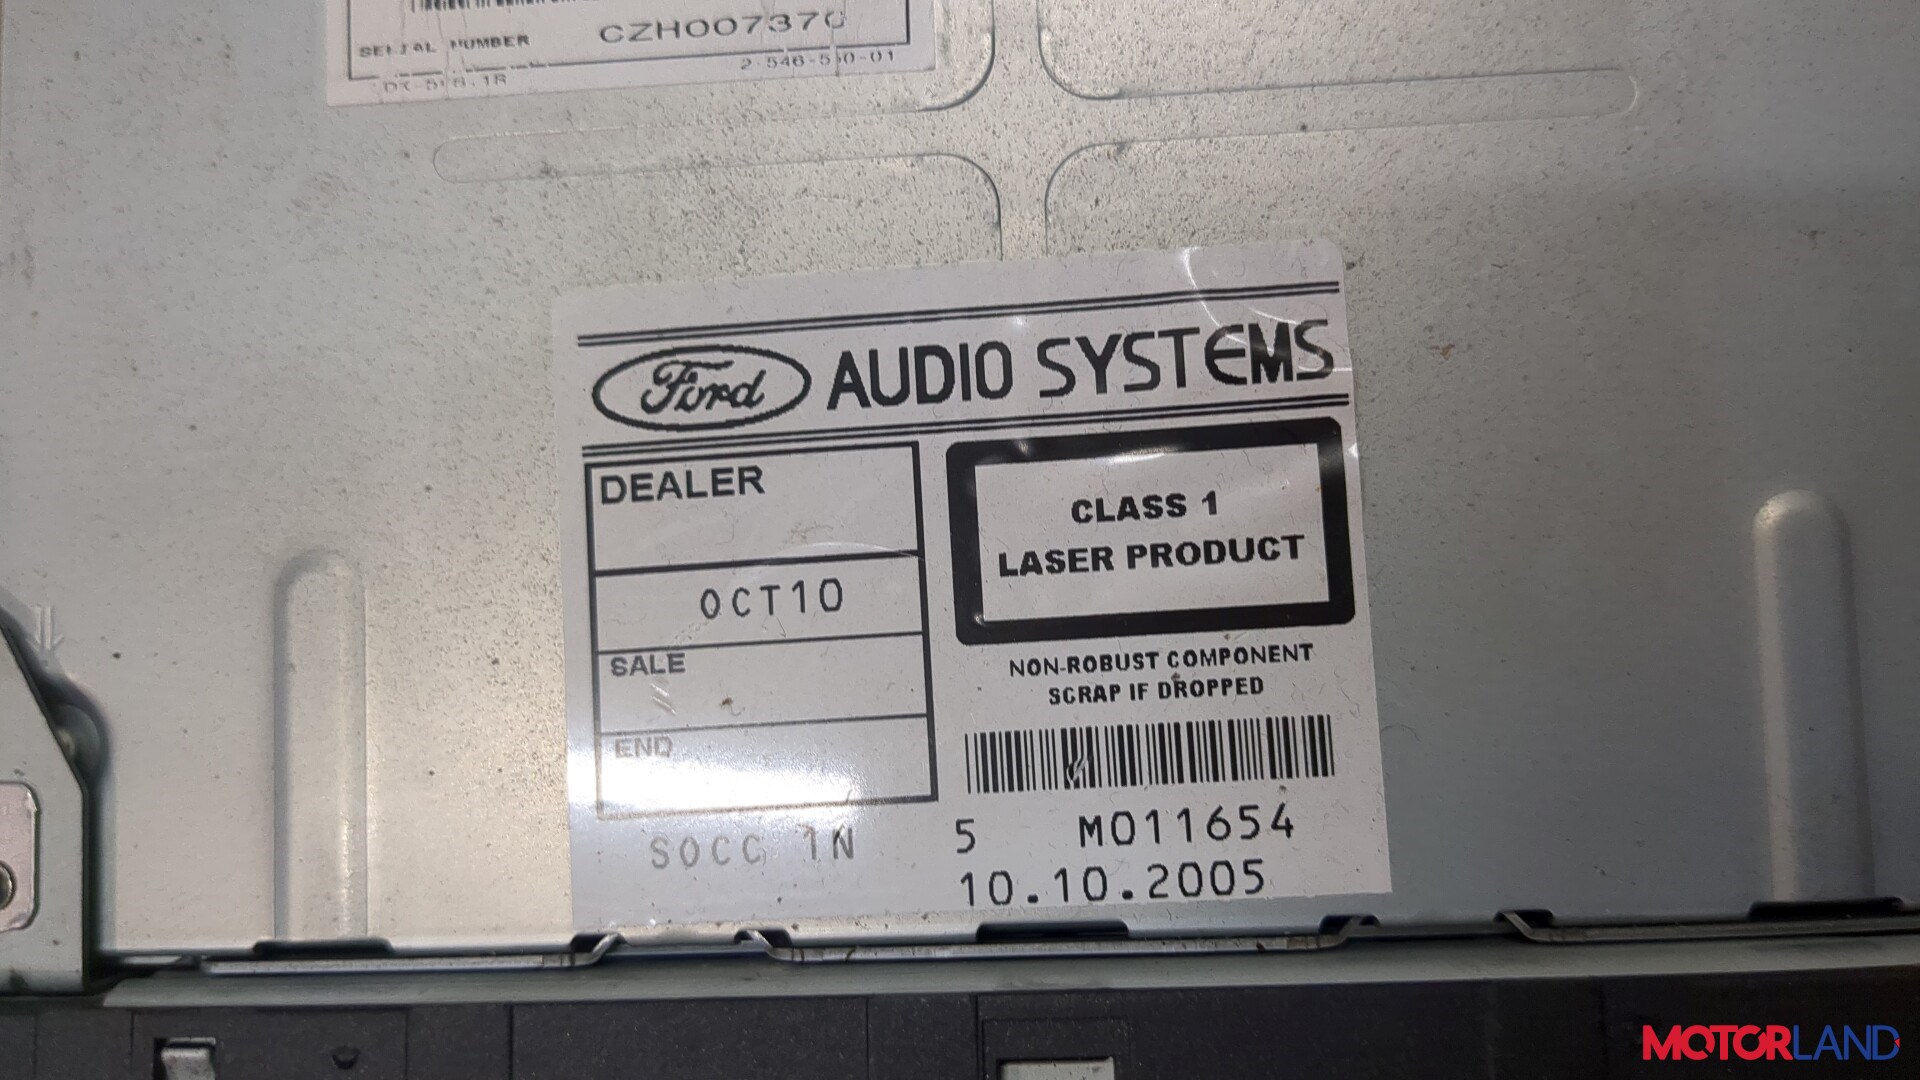 SERIAL NUMBER CZH00737
2-546-550-01
Ford AUDIO SYSTEMS
DEALER
OCT10
SALE
END
CLASS 1
LASER PRODUCT
NON-ROBUST COMPONENT
SCRAP IF DROPPED
SOCC 1N
5 M011654
10.10.2005
MOTORLAND